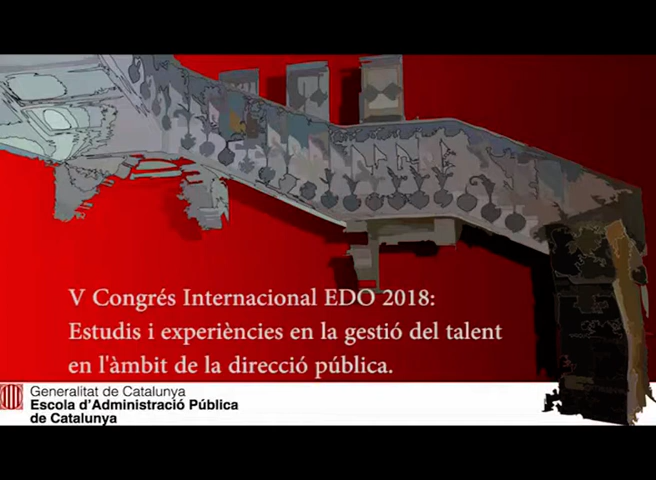 V Congrés Internacional EDO 2018:
Estudis i experiències en la gestió del talent
en l'àmbit de la direcció pública.
Generalitat de Catalunya
Escola d'Administració Pública
de Catalunya